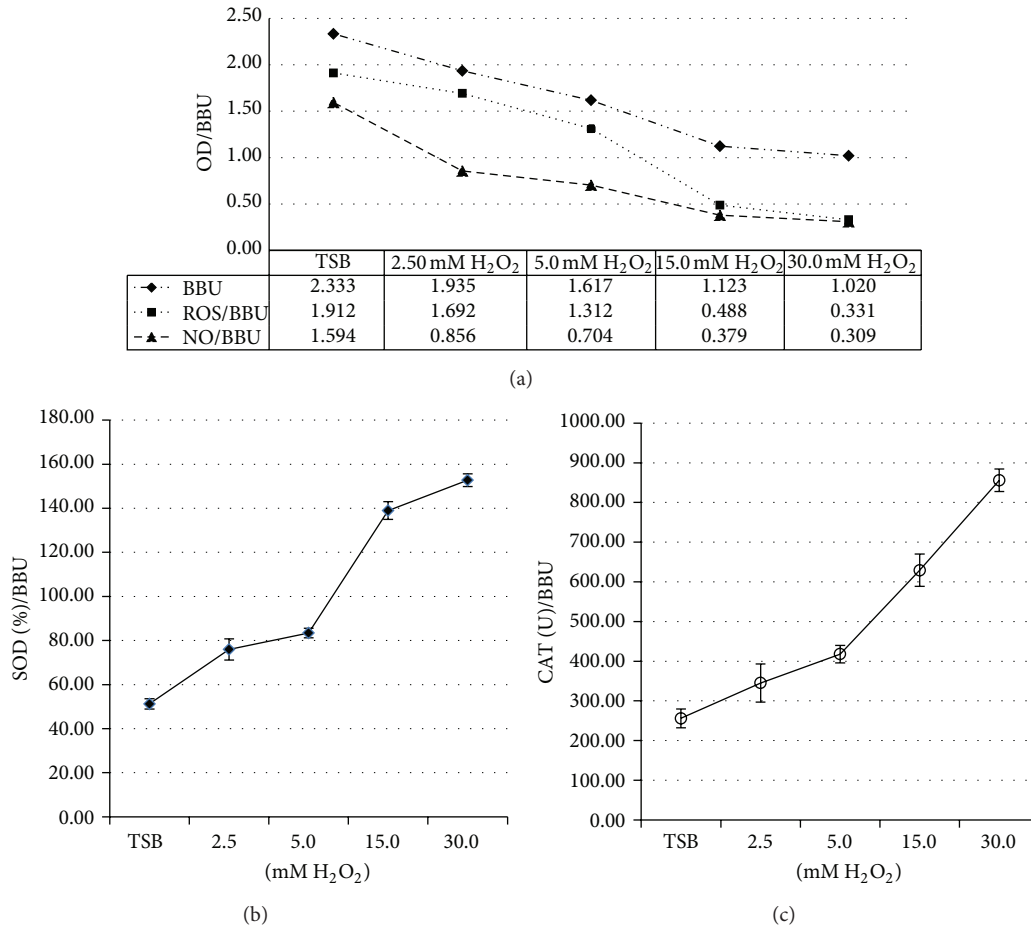 2.50
2.00
1.50
1.00
0.50
0.00
OD/BBU
TSB 2.50 mM H₂O₂ 5.0 mM H₂O₂ 15.0 mM H₂O₂ 30.0 mM H₂O₂
BBU 2.333 1.935 1.617 1.123 1.020
ROS/BBU 1.912 1.692 1.312 0.488 0.331
NO/BBU 1.594 0.856 0.704 0.379 0.309
(a)
180.00
160.00
140.00
120.00
100.00
80.00
60.00
40.00
20.00
0.00
SOD (%)/BBU
TSB 2.5 5.0 15.0 30.0
(mM H₂O₂)
(b)
1000.00
900.00
800.00
700.00
600.00
500.00
400.00
300.00
200.00
100.00
0.00
CAT (U)/BBU
TSB 2.5 5.0 15.0 30.0
(mM H₂O₂)
(c)